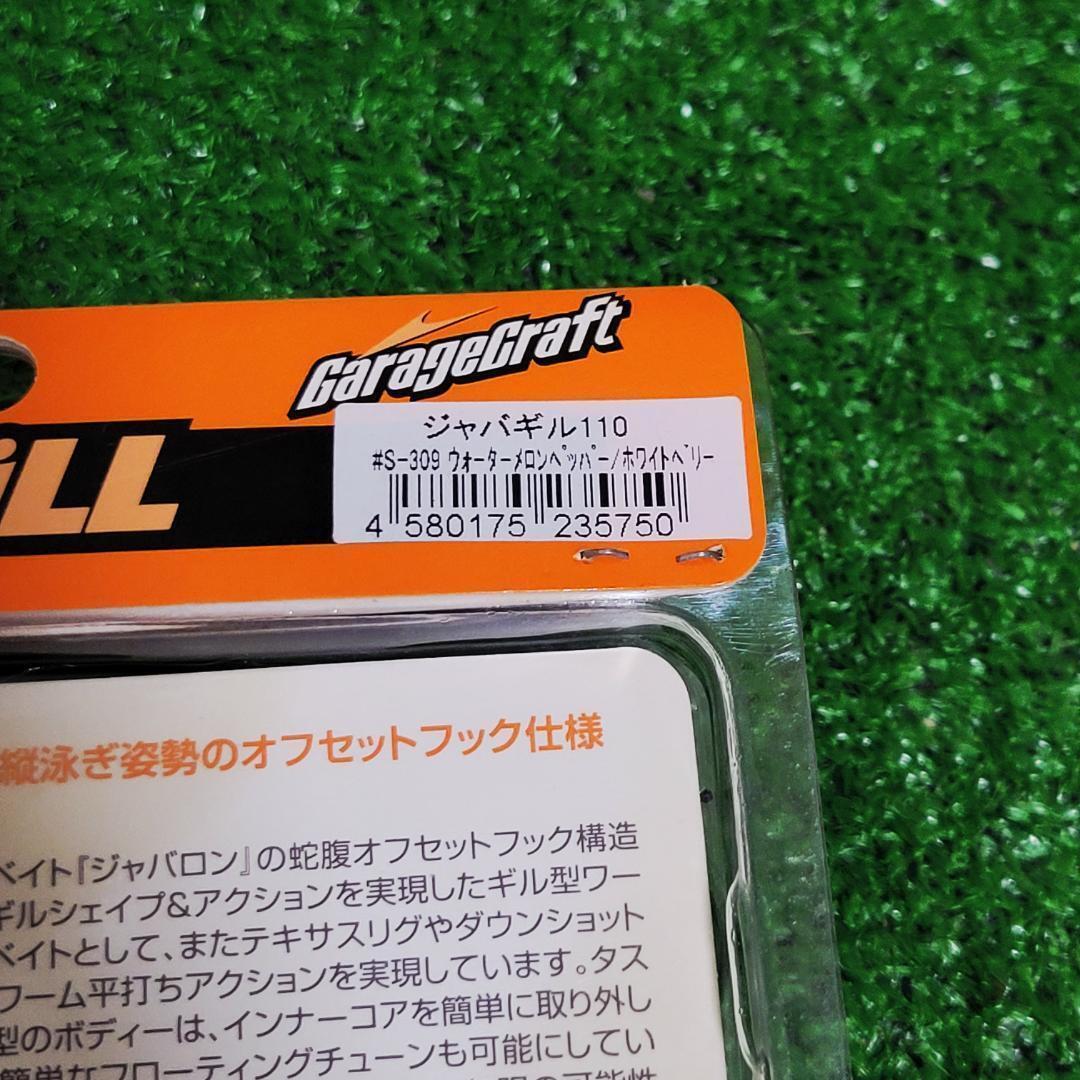 GarageCraft
ジャバギル110
#S-309 ウォーターメロンペッパー/ホワイトベリー
iLL
4 580175 235750
縦泳ぎ姿勢のオフセットフック仕様
ベイト『ジャバロン』の蛇腹オフセットフック構造
ギルシェイプ&アクションを実現したギル型ワー
ベイトとして、またテキサスリグやダウンショット
ワーム平打ちアクションを実現しています。タス
型のボディーは、インナーコアを簡単に取り外し
簡単なフローティングチューンも可能にしてい
の可能性